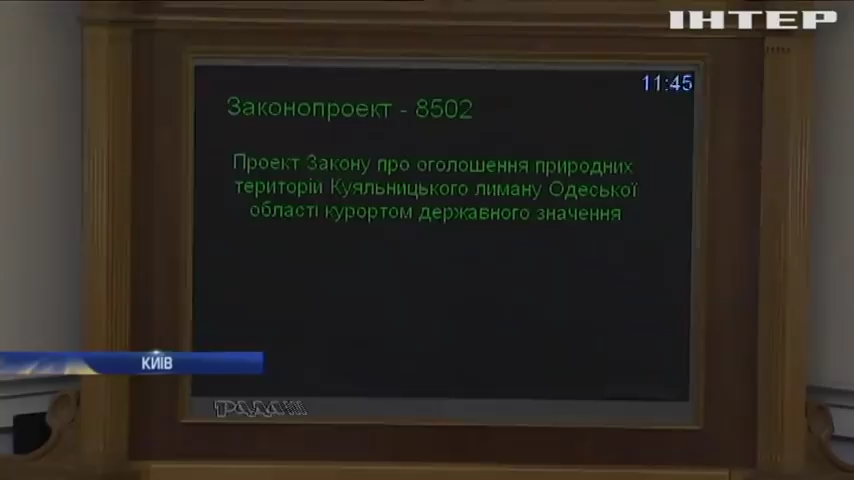 ІНТЕР
11:45
Законопроект - 8502
Проект Закону про оголошення природних
територій Куяльницького лиману Одеської
області курортом державного значення
КИЇВ
РАДА